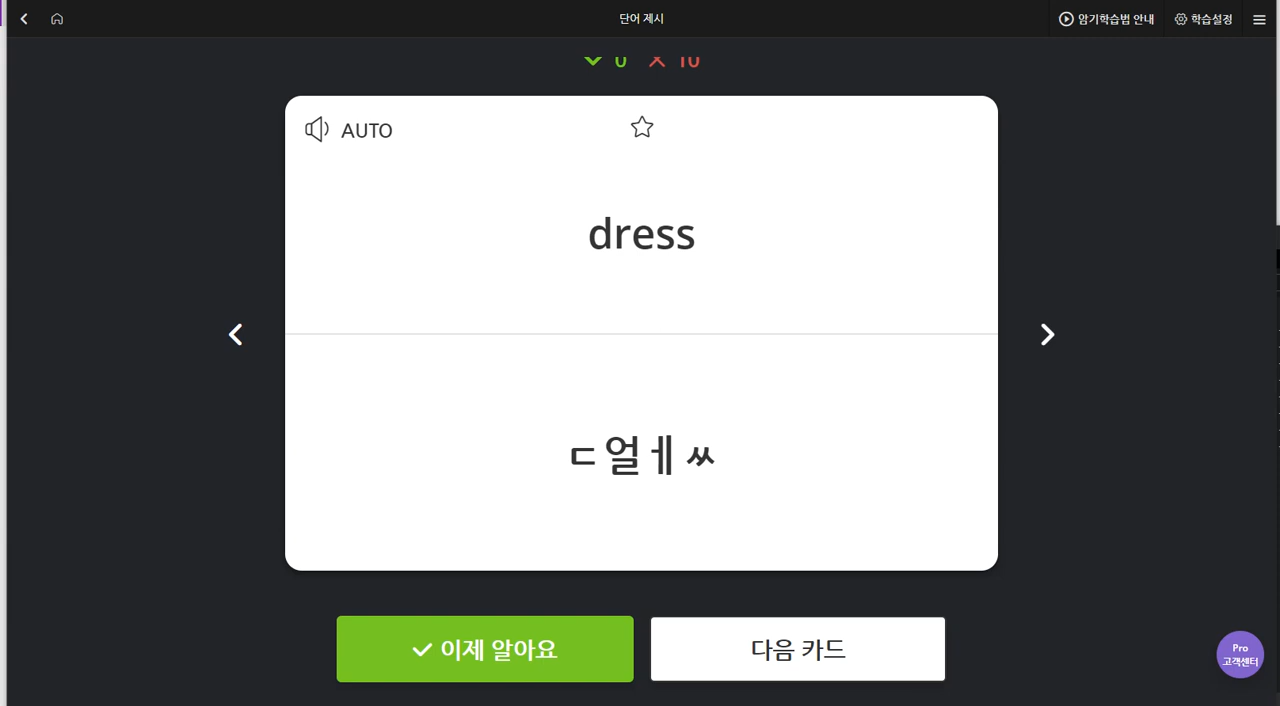 단어 제시
암기학습법 안내
학습설정
AUTO
dress
ㄷ얼ㅔㅆ
이제 알아요
다음 카드
Pro
고객센터